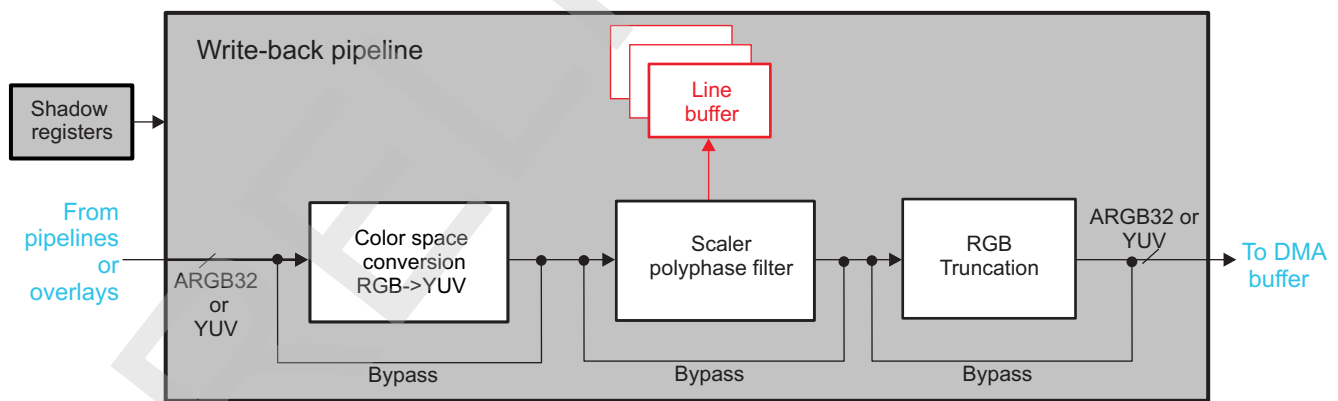 Write-back pipeline
Line
buffer
Shadow
registers
From
pipelines
or
overlays
ARGB32
or
YUV
Color space
conversion
RGB->YUV
Scaler
polyphase filter
RGB
Truncation
ARGB32 or
YUV
To DMA
buffer
Bypass
Bypass
Bypass